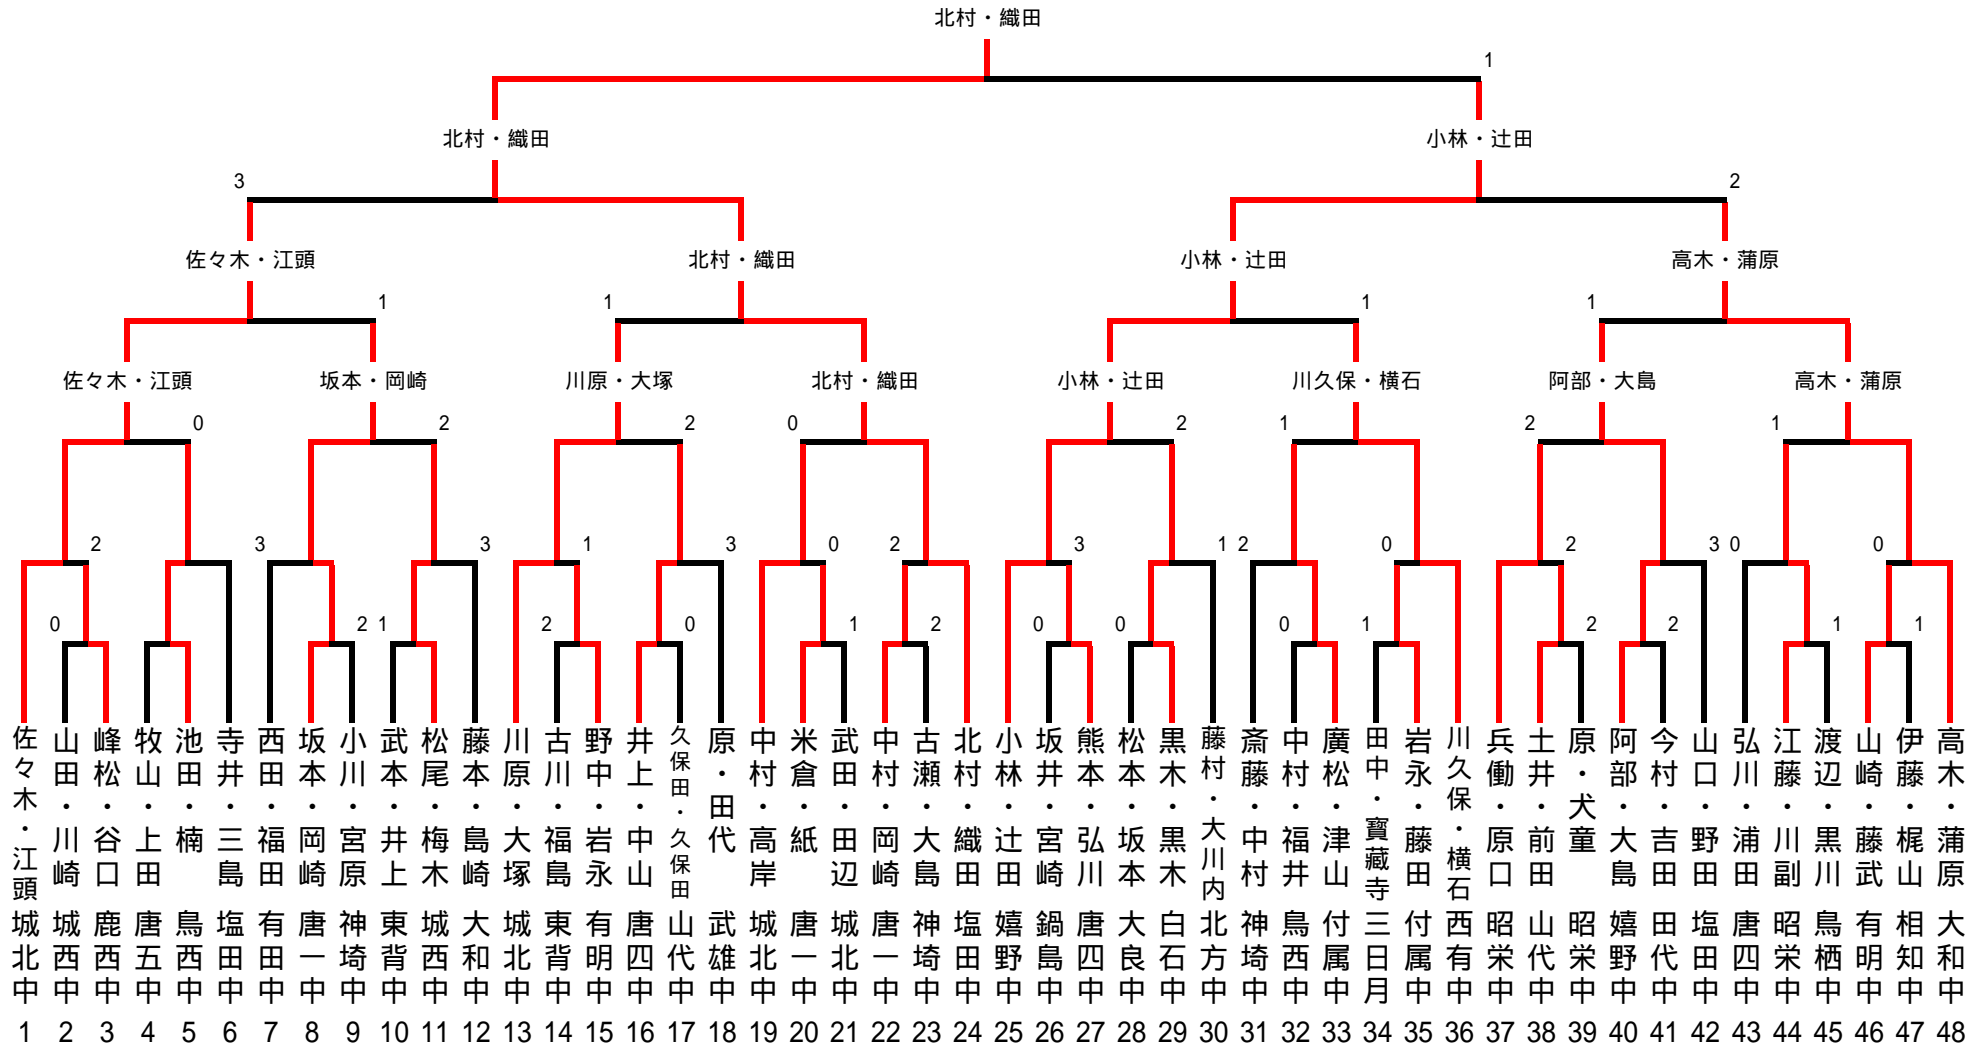 北村・織田
1
北村・織田
小林・辻田
3
2
佐々木・江頭
北村・織田
小林・辻田
高木・蒲原
1
1
1
1
佐々木・江頭
坂本・岡崎
川原・大塚
北村・織田
小林・辻田
川久保・横石
阿部・大島
高木・蒲原
0
2
2
0
2
1
2
1
2
3
3
1
3
0
2
3
1
2
0
2
3
0
0
0
2
1
2
0
1
2
0
0
0
1
2
2
1
1
佐々木・江頭 城北中 1
山田・川崎 城西中 2
峰松・谷口 鹿西中 3
牧山・上田 唐五中 4
池田・楠 鳥西中 5
寺井・三島 塩田中 6
西田・福田 有田中 7
坂本・岡崎 唐一中 8
小川・宮原 神埼中 9
武本・井上 東背中 10
松尾・梅木 城西中 11
藤本・島崎 大和中 12
川原・大塚 城北中 13
古川・福島 東背中 14
野中・岩永 有明中 15
井上・中山 唐四中 16
久保田・久保田 山代中 17
原・田代 武雄中 18
中村・高岸 城北中 19
米倉・紙 唐一中 20
武田・田辺 城北中 21
中村・岡崎 唐一中 22
古瀬・大島 神埼中 23
北村・織田 塩田中 24
小林・辻田 嬉野中 25
坂井・宮崎 鍋島中 26
熊本・弘川 唐四中 27
松本・坂本 大良中 28
黒木・黒木 白石中 29
藤村・大川内 北方中 30
斎藤・中村 神埼中 31
中村・福井 鳥西中 32
廣松・津山 付属中 33
田中・寳藏寺 三日月 34
岩永・藤田 付属中 35
川久保・横石 西有中 36
兵働・原口 昭栄中 37
土井・前田 山代中 38
原・犬童 昭栄中 39
阿部・大島 嬉野中 40
今村・吉田 田代中 41
山口・野田 塩田中 42
弘川・浦田 唐四中 43
江藤・川副 昭栄中 44
渡辺・黒川 鳥栖中 45
山崎・藤武 有明中 46
伊藤・梶山 相知中 47
高木・蒲原 大和中 48